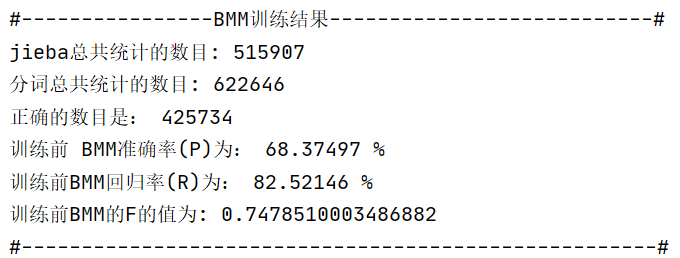 #----------------BMM训练结果---------------------------#
jieba总共统计的数目: 515907
分词总共统计的数目: 622646
正确的数目是： 425734
训练前 BMM准确率(P)为： 68.37497 %
训练前BMM回归率(R)为： 82.52146 %
训练前BMM的F的值为: 0.7478510003486882
#-----------------------------------------------------#